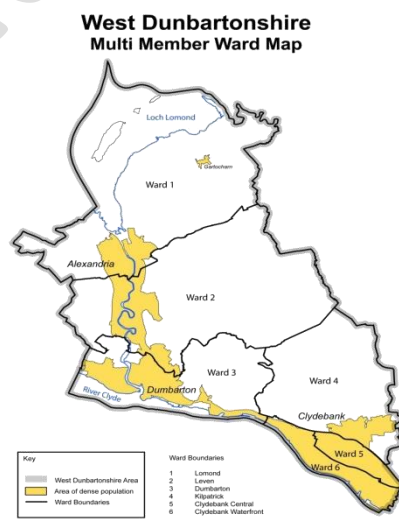 West Dunbartonshire
Multi Member Ward Map
Loch Lomond
Gartocharn
Ward 1
Alexandria
Ward 2
Ward 3
Ward 4
River Clyde
Dumbarton
Clydebank
Ward 5
Ward 6
Key
West Dunbartonshire Area
Area of dense population
Ward Boundaries
Ward Boundaries
1 Lomond
2 Leven
3 Dumbarton
4 Kilpatrick
5 Clydebank Central
6 Clydebank Waterfront